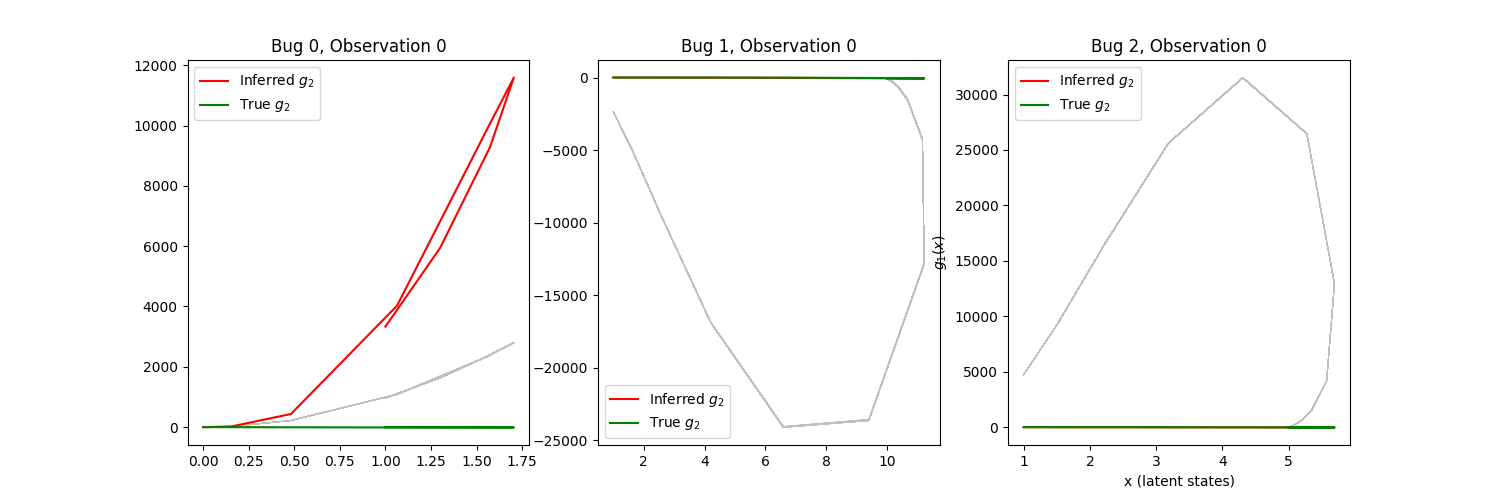 Bug 0, Observation 0
Inferred g₂
True g₂
12000
10000
8000
6000
4000
2000
0
0.00 0.25 0.50 0.75 1.00 1.25 1.50 1.75
Bug 1, Observation 0
0
−5000
−10000
−15000
−20000
−25000
Inferred g₂
True g₂
2 4 6 8 10
Bug 2, Observation 0
Inferred g₂
True g₂
g₁(x)
30000
25000
20000
15000
10000
5000
0
1 2 3 4 5
x (latent states)